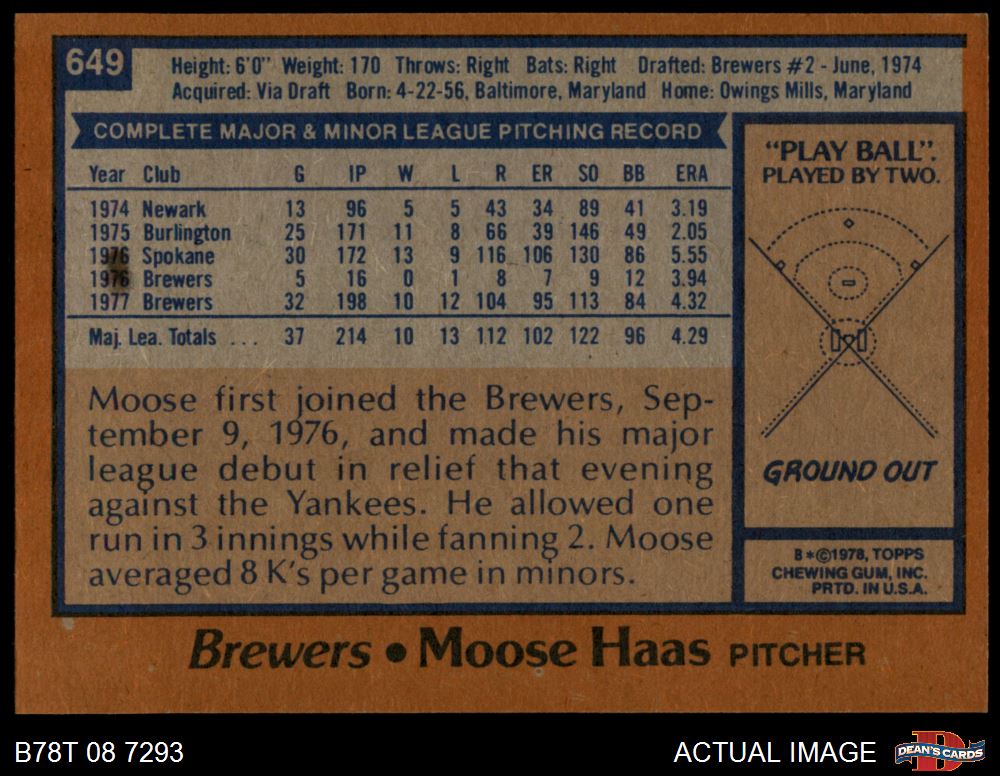 649
Height: 6'0" Weight: 170 Throws: Right Bats: Right Drafted: Brewers #2 - June, 1974
Acquired: Via Draft Born: 4-22-56, Baltimore, Maryland Home: Owings Mills, Maryland
COMPLETE MAJOR & MINOR LEAGUE PITCHING RECORD
Year Club G IP W L R ER SO BB ERA
1974 Newark 13 96 5 5 43 34 89 41 3.19
1975 Burlington 25 171 11 8 66 39 146 49 2.05
1976 Spokane 30 172 13 9 116 106 130 86 5.55
1976 Brewers 5 16 0 1 8 7 9 12 3.94
1977 Brewers 32 198 10 12 104 95 113 84 4.32
Maj. Lea. Totals ... 37 214 10 13 112 102 122 96 4.29
Moose first joined the Brewers, Sep-
tember 9, 1976, and made his major
league debut in relief that evening
against the Yankees. He allowed one
run in 3 innings while fanning 2. Moose
averaged 8 K's per game in minors.
"PLAY BALL".
PLAYED BY TWO.
GROUND OUT
B*©1978, TOPPS
CHEWING GUM, INC.
PRTD. IN U.S.A.
Brewers • Moose Haas PITCHER
B78T 08 7293
ACTUAL IMAGE
D
DEAN'S CARDS